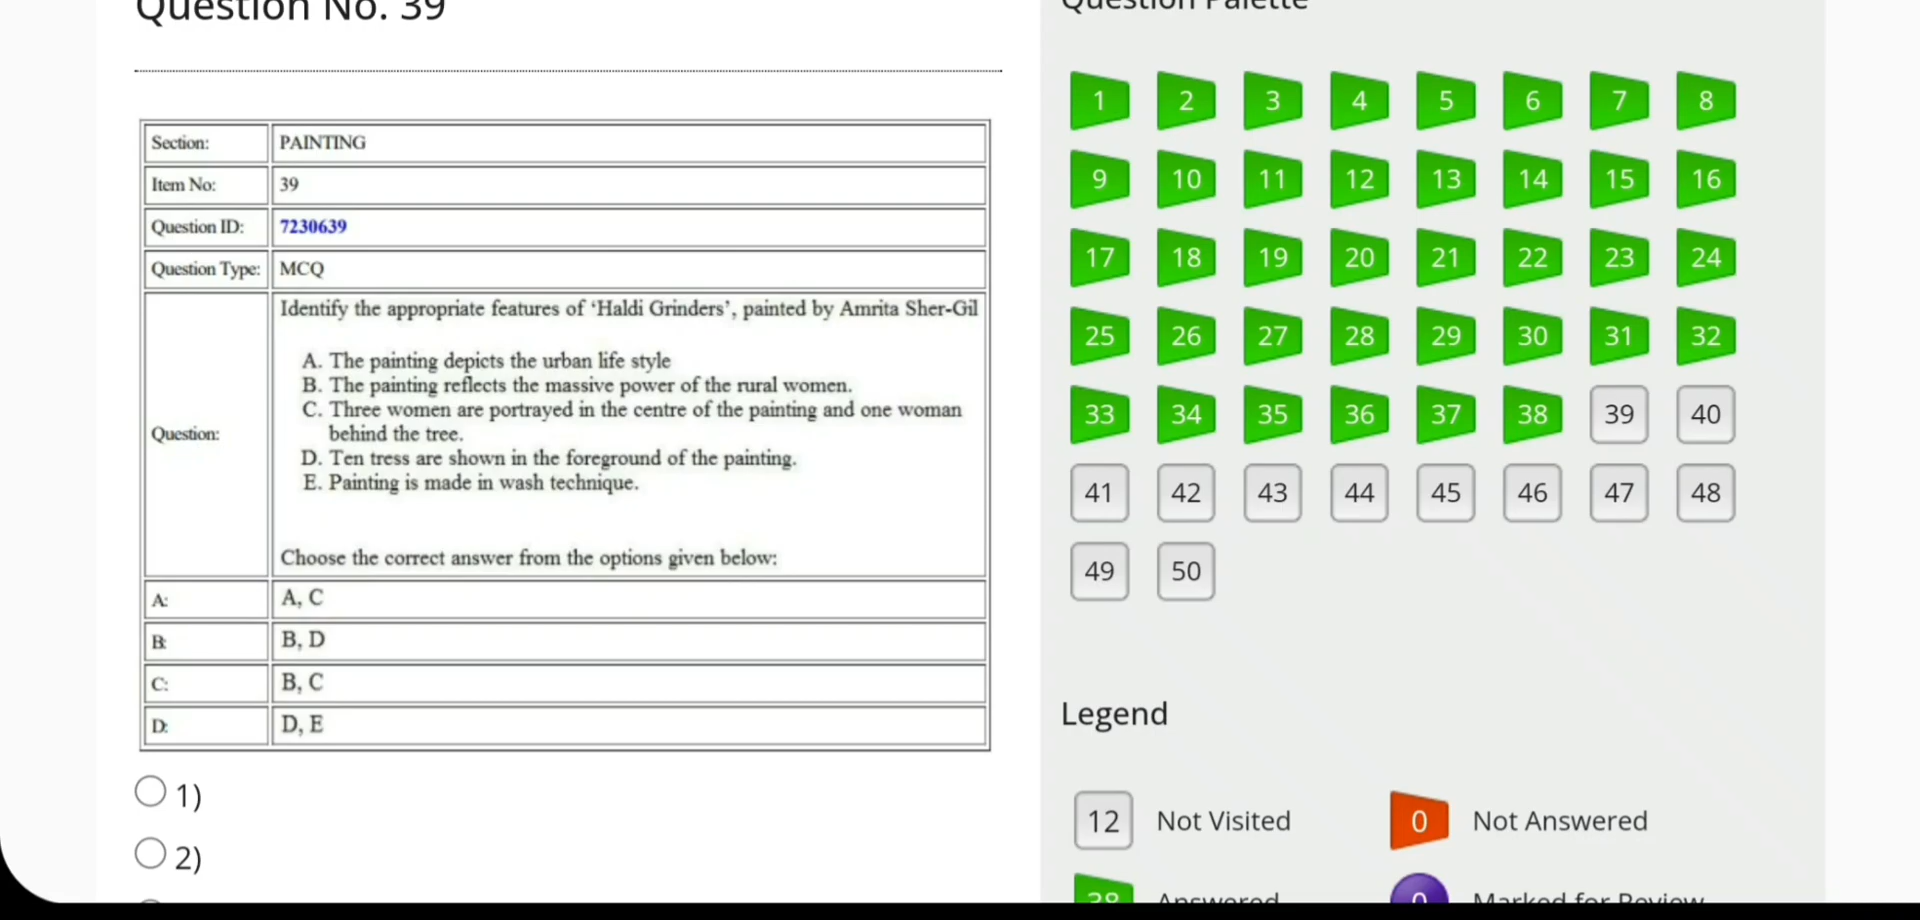 Question No. 39
Section: PAINTING
Item No: 39
Question ID: 7230639
Question Type: MCQ
Question:
Identify the appropriate features of ‘Haldi Grinders’, painted by Amrita Sher-Gil
A. The painting depicts the urban life style
B. The painting reflects the massive power of the rural women.
C. Three women are portrayed in the centre of the painting and one woman
behind the tree.
D. Ten tress are shown in the foreground of the painting.
E. Painting is made in wash technique.
Choose the correct answer from the options given below:
A: A, C
B: B, D
C: B, C
D: D, E
1)
2)
Question Palette
1 2 3 4 5 6 7 8
9 10 11 12 13 14 15 16
17 18 19 20 21 22 23 24
25 26 27 28 29 30 31 32
33 34 35 36 37 38 39 40
41 42 43 44 45 46 47 48
49 50
Legend
12 Not Visited 0 Not Answered
38 Answered 0 Marked for Review